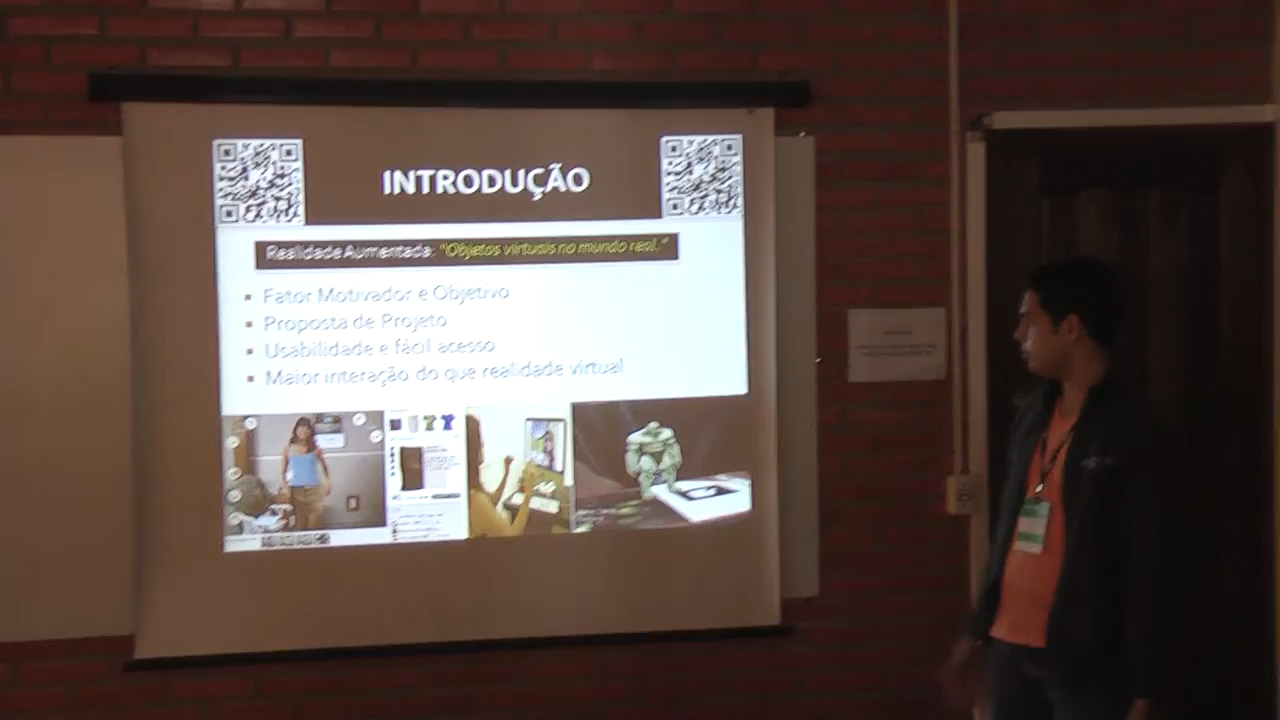 INTRODUÇÃO
Realidade Aumentada: "Objetos virtuais no mundo real."
Fator Motivador e Objetivo
Proposta de Projeto
Usabilidade e fácil acesso
Maior interação do que realidade virtual